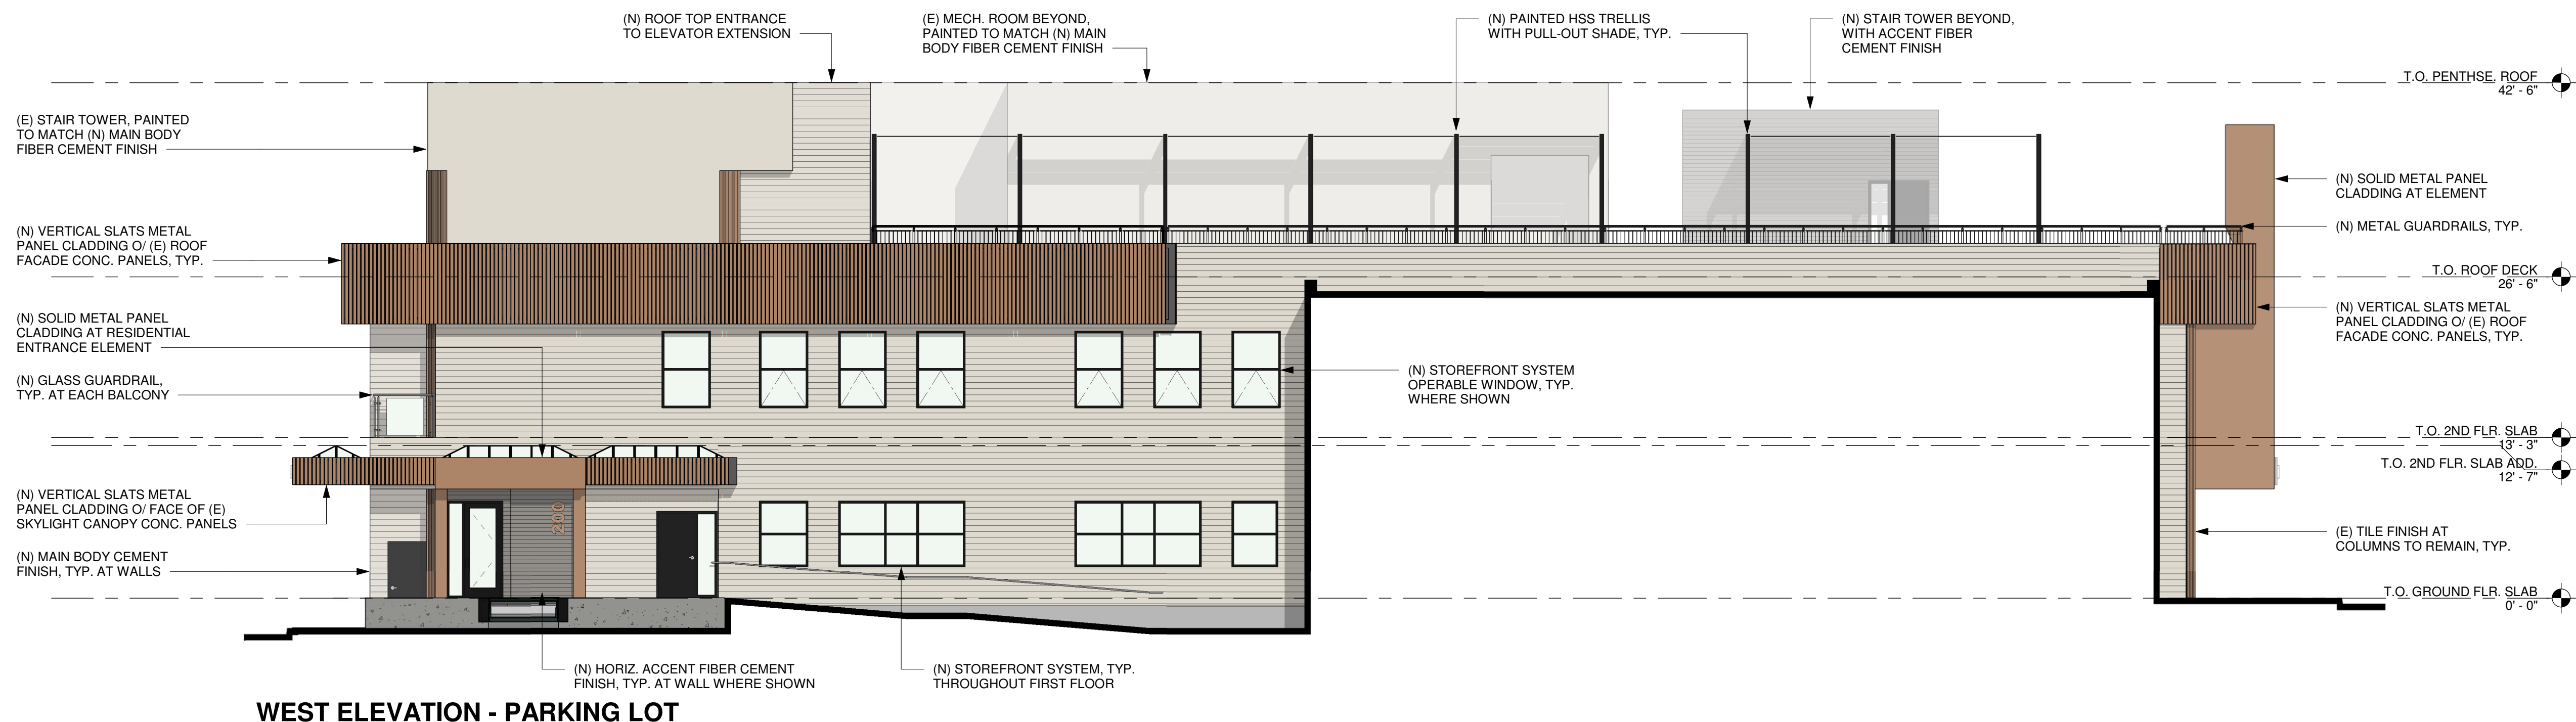 (N) ROOF TOP ENTRANCE
TO ELEVATOR EXTENSION
(E) MECH. ROOM BEYOND,
PAINTED TO MATCH (N) MAIN
BODY FIBER CEMENT FINISH
(N) PAINTED HSS TRELLIS
WITH PULL-OUT SHADE, TYP.
(N) STAIR TOWER BEYOND,
WITH ACCENT FIBER
CEMENT FINISH
T.O. PENTHSE. ROOF
42' - 6"
(E) STAIR TOWER, PAINTED
TO MATCH (N) MAIN BODY
FIBER CEMENT FINISH
(N) SOLID METAL PANEL
CLADDING AT ELEMENT
(N) METAL GUARDRAILS, TYP.
(N) VERTICAL SLATS METAL
PANEL CLADDING O/ (E) ROOF
FACADE CONC. PANELS, TYP.
T.O. ROOF DECK
26' - 6"
(N) VERTICAL SLATS METAL
PANEL CLADDING O/ (E) ROOF
FACADE CONC. PANELS, TYP.
(N) SOLID METAL PANEL
CLADDING AT RESIDENTIAL
ENTRANCE ELEMENT
(N) GLASS GUARDRAIL,
TYP. AT EACH BALCONY
(N) STOREFRONT SYSTEM
OPERABLE WINDOW, TYP.
WHERE SHOWN
T.O. 2ND FLR. SLAB
13' - 3"
T.O. 2ND FLR. SLAB ADD.
12' - 7"
(N) VERTICAL SLATS METAL
PANEL CLADDING O/ FACE OF (E)
SKYLIGHT CANOPY CONC. PANELS
200
(E) TILE FINISH AT
COLUMNS TO REMAIN, TYP.
(N) MAIN BODY CEMENT
FINISH, TYP. AT WALLS
T.O. GROUND FLR. SLAB
0' - 0"
(N) HORIZ. ACCENT FIBER CEMENT
FINISH, TYP. AT WALL WHERE SHOWN
(N) STOREFRONT SYSTEM, TYP.
THROUGHOUT FIRST FLOOR
WEST ELEVATION - PARKING LOT